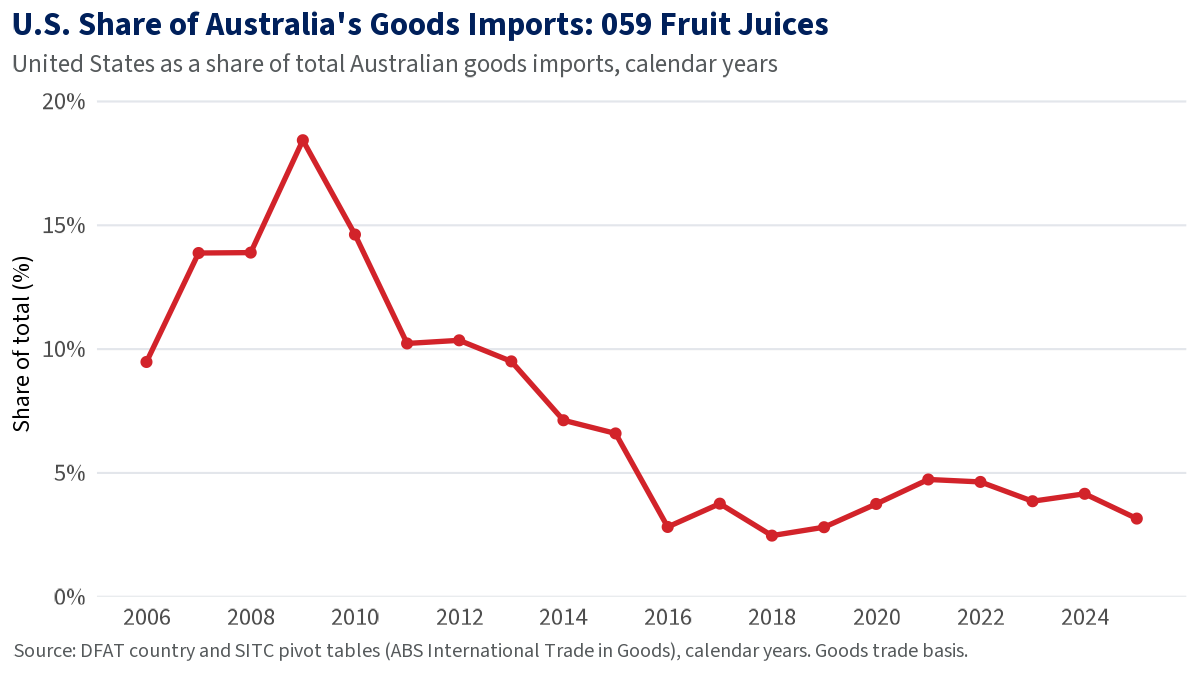 U.S. Share of Australia's Goods Imports: 059 Fruit Juices
United States as a share of total Australian goods imports, calendar years
20%
15%
10%
5%
0%
Share of total (%)
2006 2008 2010 2012 2014 2016 2018 2020 2022 2024
Source: DFAT country and SITC pivot tables (ABS International Trade in Goods), calendar years. Goods trade basis.